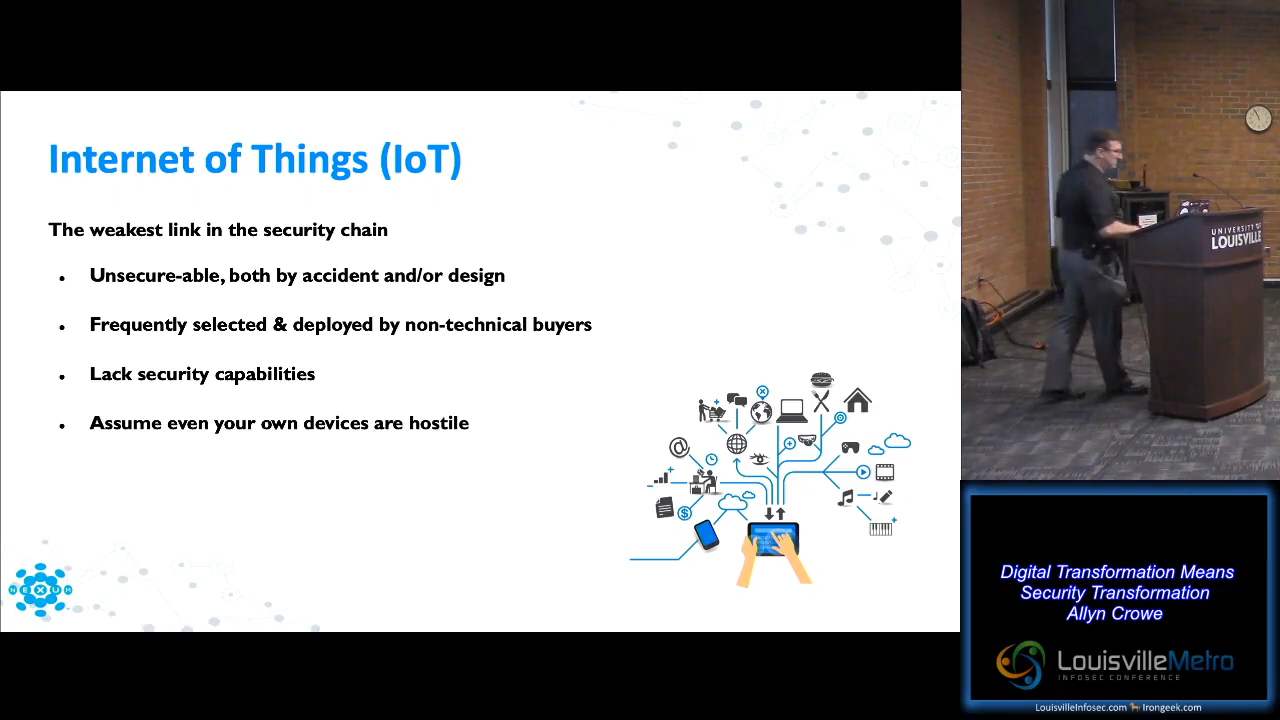 Internet of Things (IoT)
The weakest link in the security chain
• Unsecure-able, both by accident and/or design
• Frequently selected & deployed by non-technical buyers
• Lack security capabilities
• Assume even your own devices are hostile
NEXUM
UNIVERSITY OF
LOUISVILLE
Digital Transformation Means
Security Transformation
Allyn Crowe
LouisvilleMetro
INFOSEC CONFERENCE
LouisvilleInfosec.com Irongeek.com